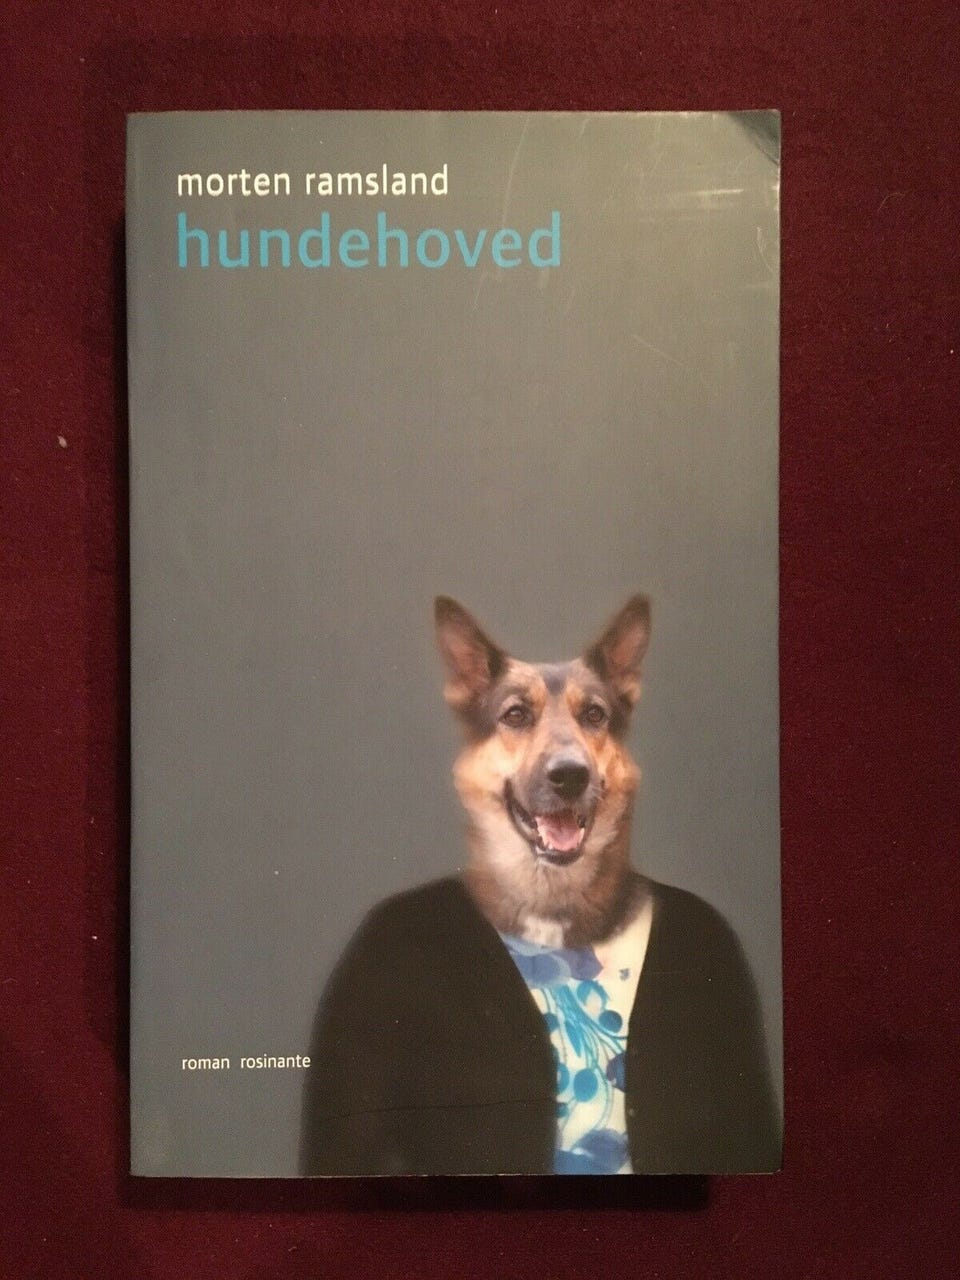 morten ramsland
hundehoved
roman rosinante